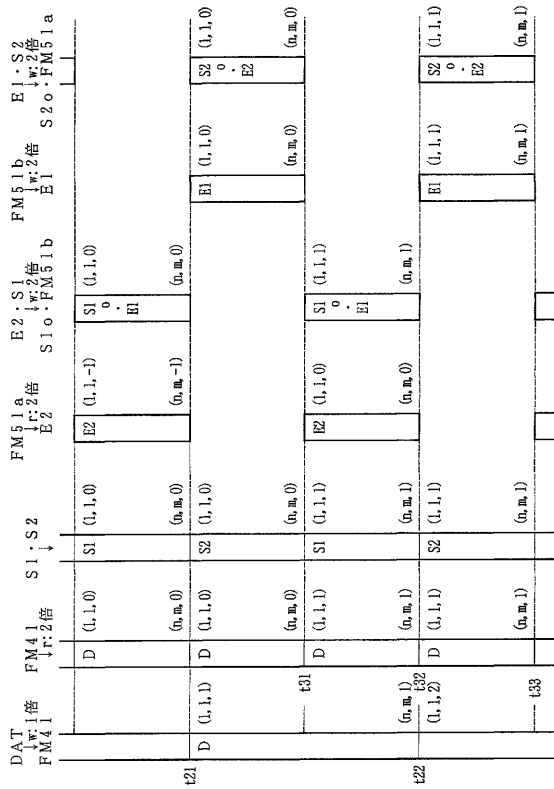 DAT
↓w:1倍
FM41
D
(1,1,1)
(n,m,1)
(1,1,2)
t21
t22
FM41
↓r:2倍
D
(1,1,0)
(n,m,0)
D
(1,1,0)
(n,m,0)
D
(1,1,1)
(n,m,1)
D
(1,1,1)
(n,m,1)
t31
t32
t33
S1・S2
↓
S1
(1,1,0)
(n,m,0)
S2
(1,1,0)
(n,m,0)
S1
(1,1,1)
(n,m,1)
S2
(1,1,1)
(n,m,1)
FM51a
↓r:2倍
E2
E2
(1,1,-1)
(n,m,-1)
E2
(1,1,0)
(n,m,0)
E2・S1
↓w:2倍
S1o・FM51b
S1
o
・
E1
(1,1,0)
(n,m,0)
S1
o
・
E1
(1,1,1)
(n,m,1)
FM51b
↓w:2倍
E1
E1
(1,1,0)
(n,m,0)
E1
(1,1,1)
(n,m,1)
E1・S2
↓w:2倍
S2o・FM51a
S2
o
・
E2
(1,1,0)
(n,m,0)
S2
o
・
E2
(1,1,1)
(n,m,1)